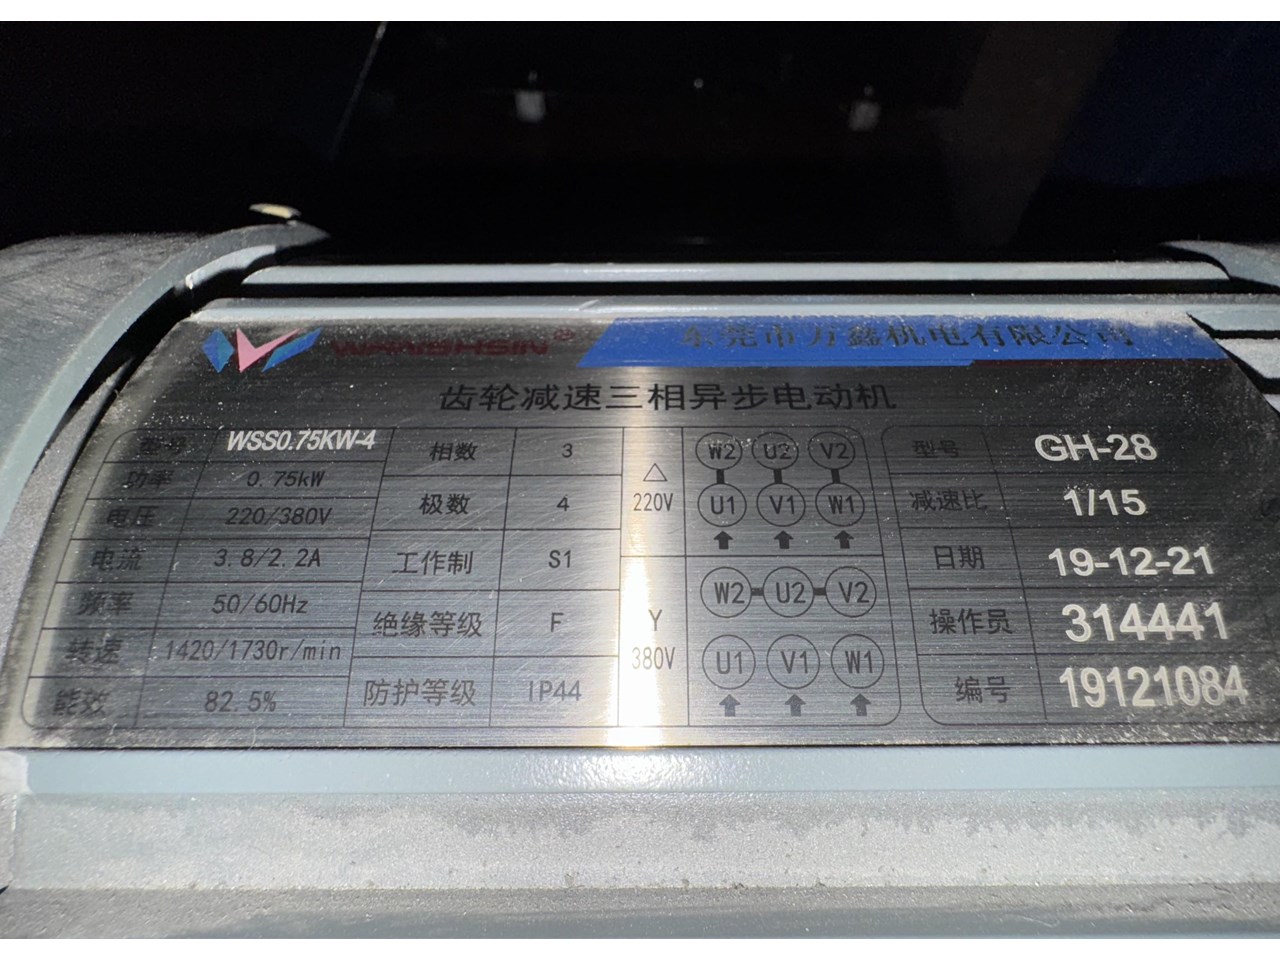 WANSHSIN® 东莞市万鑫机电有限公司
齿轮减速三相异步电动机
型号 WSS0.75KW-4 相数 3 △ 220V W2 U2 V2 型号 GH-28
功率 0.75kW
电压 220/380V 极数 4 U1 V1 W1 减速比 1/15
电流 3.8/2.2A 工作制 S1 日期 19-12-21
频率 50/60Hz 绝缘等级 F Y 380V W2 U2 V2 操作员 314441
转速 1420/1730r/min
能效 82.5% 防护等级 IP44 U1 V1 W1 编号 19121084